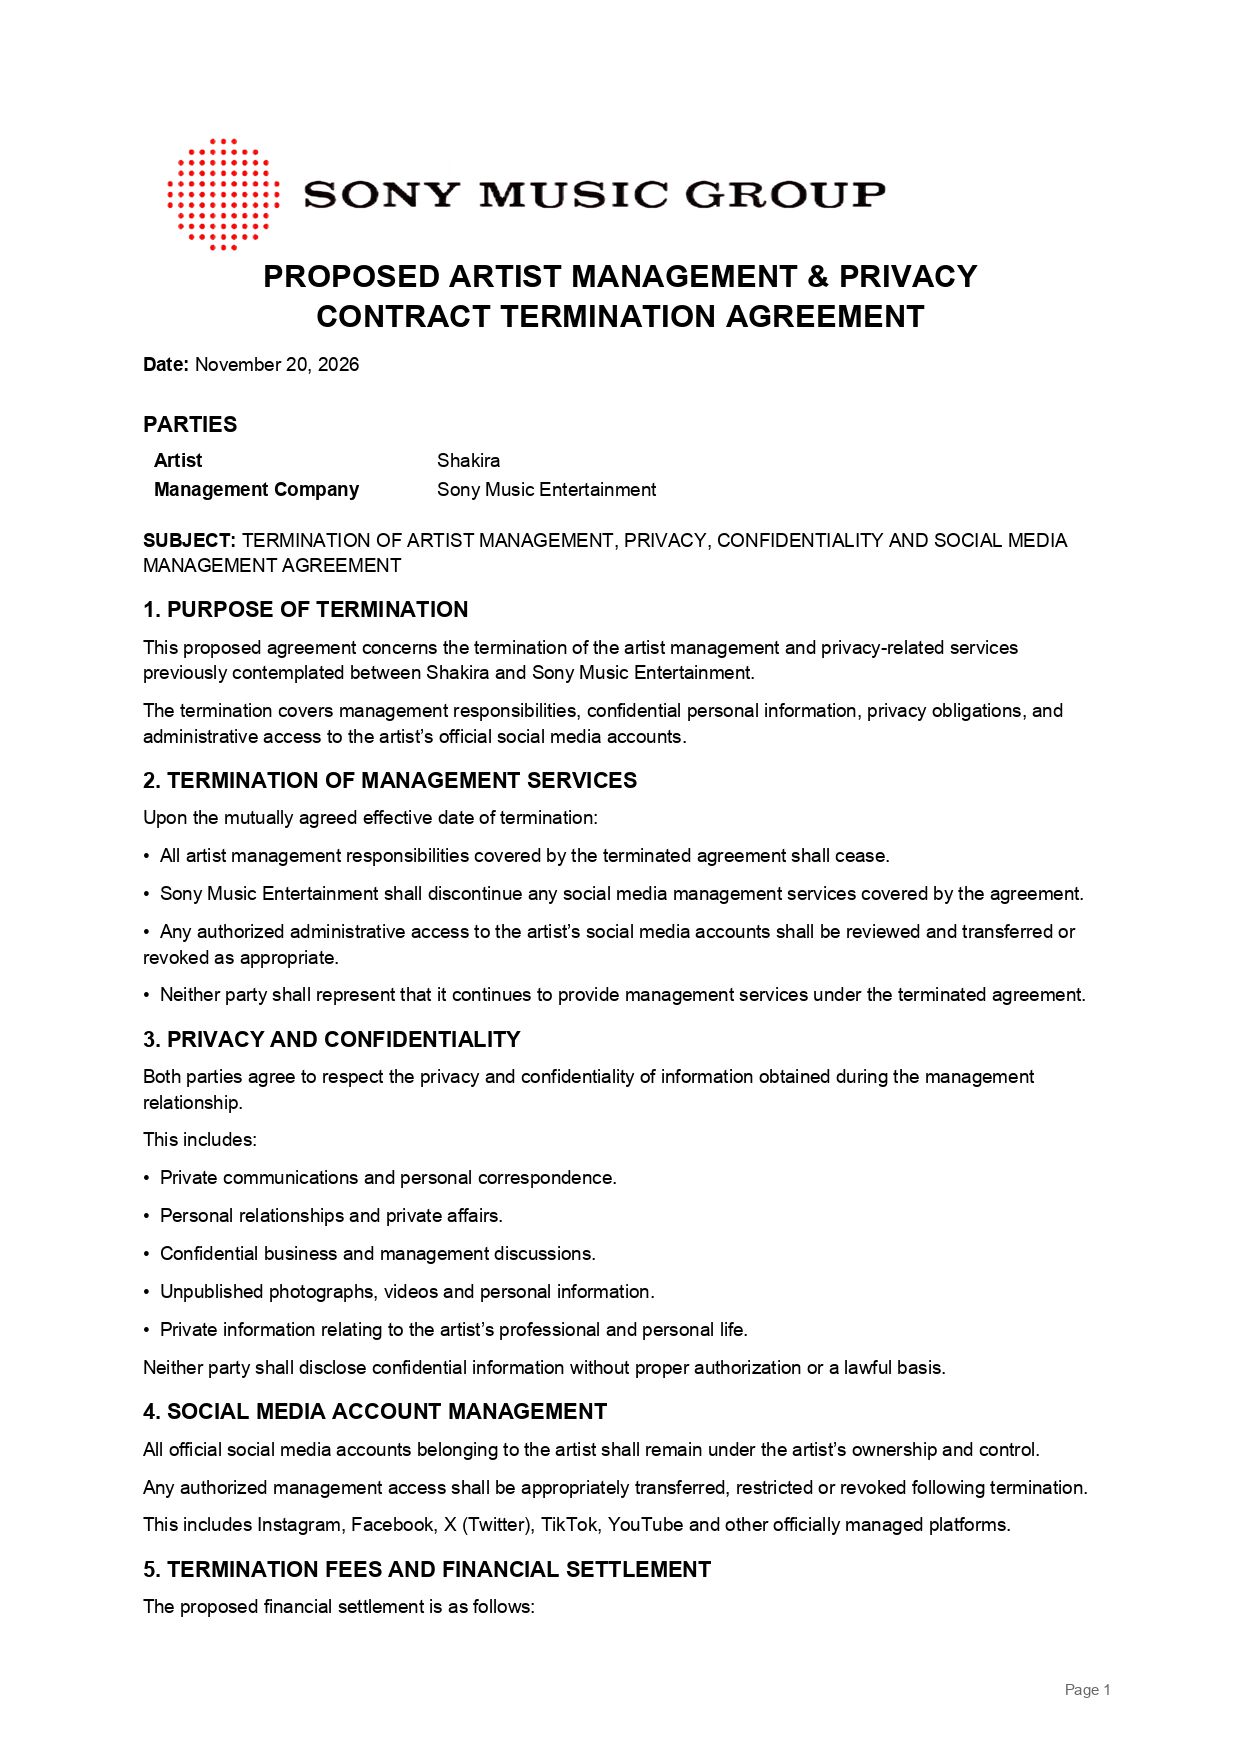 SONY MUSIC GROUP
PROPOSED ARTIST MANAGEMENT & PRIVACY
CONTRACT TERMINATION AGREEMENT
Date: November 20, 2026
PARTIES
Artist Shakira
Management Company Sony Music Entertainment
SUBJECT: TERMINATION OF ARTIST MANAGEMENT, PRIVACY, CONFIDENTIALITY AND SOCIAL MEDIA
MANAGEMENT AGREEMENT
1. PURPOSE OF TERMINATION
This proposed agreement concerns the termination of the artist management and privacy-related services
previously contemplated between Shakira and Sony Music Entertainment.
The termination covers management responsibilities, confidential personal information, privacy obligations, and
administrative access to the artist’s official social media accounts.
2. TERMINATION OF MANAGEMENT SERVICES
Upon the mutually agreed effective date of termination:
• All artist management responsibilities covered by the terminated agreement shall cease.
• Sony Music Entertainment shall discontinue any social media management services covered by the agreement.
• Any authorized administrative access to the artist’s social media accounts shall be reviewed and transferred or
revoked as appropriate.
• Neither party shall represent that it continues to provide management services under the terminated agreement.
3. PRIVACY AND CONFIDENTIALITY
Both parties agree to respect the privacy and confidentiality of information obtained during the management
relationship.
This includes:
• Private communications and personal correspondence.
• Personal relationships and private affairs.
• Confidential business and management discussions.
• Unpublished photographs, videos and personal information.
• Private information relating to the artist’s professional and personal life.
Neither party shall disclose confidential information without proper authorization or a lawful basis.
4. SOCIAL MEDIA ACCOUNT MANAGEMENT
All official social media accounts belonging to the artist shall remain under the artist’s ownership and control.
Any authorized management access shall be appropriately transferred, restricted or revoked following termination.
This includes Instagram, Facebook, X (Twitter), TikTok, YouTube and other officially managed platforms.
5. TERMINATION FEES AND FINANCIAL SETTLEMENT
The proposed financial settlement is as follows:
Page 1